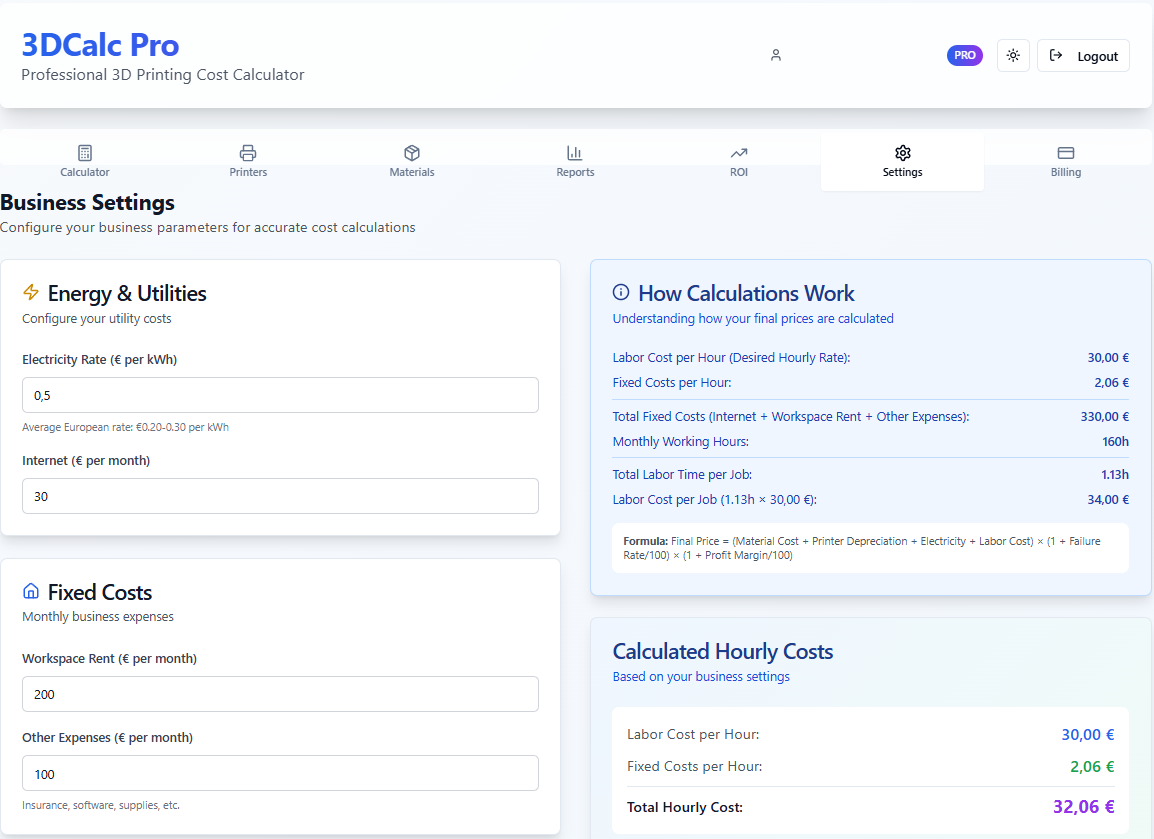 3DCalc Pro
Professional 3D Printing Cost Calculator
PRO
Logout
Calculator
Printers
Materials
Reports
ROI
Settings
Billing
Business Settings
Configure your business parameters for accurate cost calculations
Energy & Utilities
Configure your utility costs
Electricity Rate (€ per kWh)
0,5
Average European rate: €0.20-0.30 per kWh
Internet (€ per month)
30
Fixed Costs
Monthly business expenses
Workspace Rent (€ per month)
200
Other Expenses (€ per month)
100
Insurance, software, supplies, etc.
How Calculations Work
Understanding how your final prices are calculated
Labor Cost per Hour (Desired Hourly Rate): 30,00 €
Fixed Costs per Hour: 2,06 €
Total Fixed Costs (Internet + Workspace Rent + Other Expenses): 330,00 €
Monthly Working Hours: 160h
Total Labor Time per Job: 1.13h
Labor Cost per Job (1.13h × 30,00 €): 34,00 €
Formula: Final Price = (Material Cost + Printer Depreciation + Electricity + Labor Cost) × (1 + Failure
Rate/100) × (1 + Profit Margin/100)
Calculated Hourly Costs
Based on your business settings
Labor Cost per Hour: 30,00 €
Fixed Costs per Hour: 2,06 €
Total Hourly Cost: 32,06 €